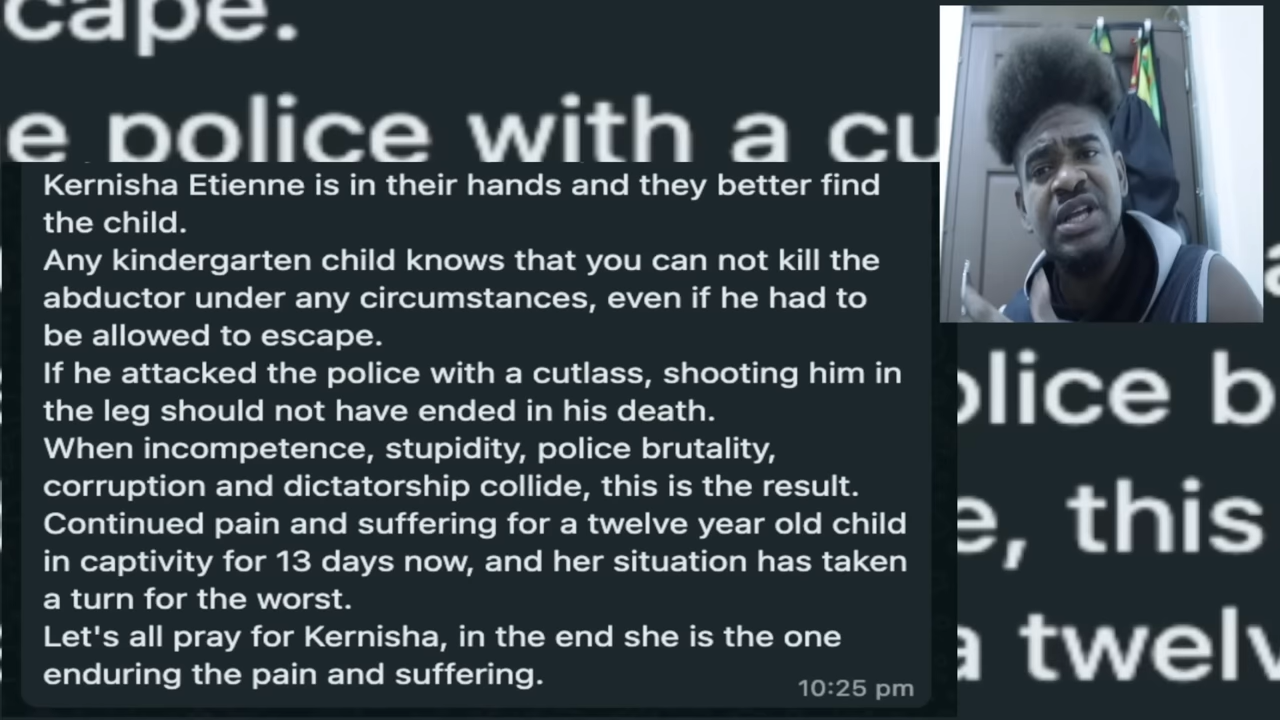 cape.
e police with a cu
Kernisha Etienne is in their hands and they better find
the child.
Any kindergarten child knows that you can not kill the
abductor under any circumstances, even if he had to
be allowed to escape.
If he attacked the police with a cutlass, shooting him in
the leg should not have ended in his death.
When incompetence, stupidity, police brutality,
corruption and dictatorship collide, this is the result.
Continued pain and suffering for a twelve year old child
in captivity for 13 days now, and her situation has taken
a turn for the worst.
Let's all pray for Kernisha, in the end she is the one
enduring the pain and suffering.
10:25 pm
olice b
e, this
a twelv